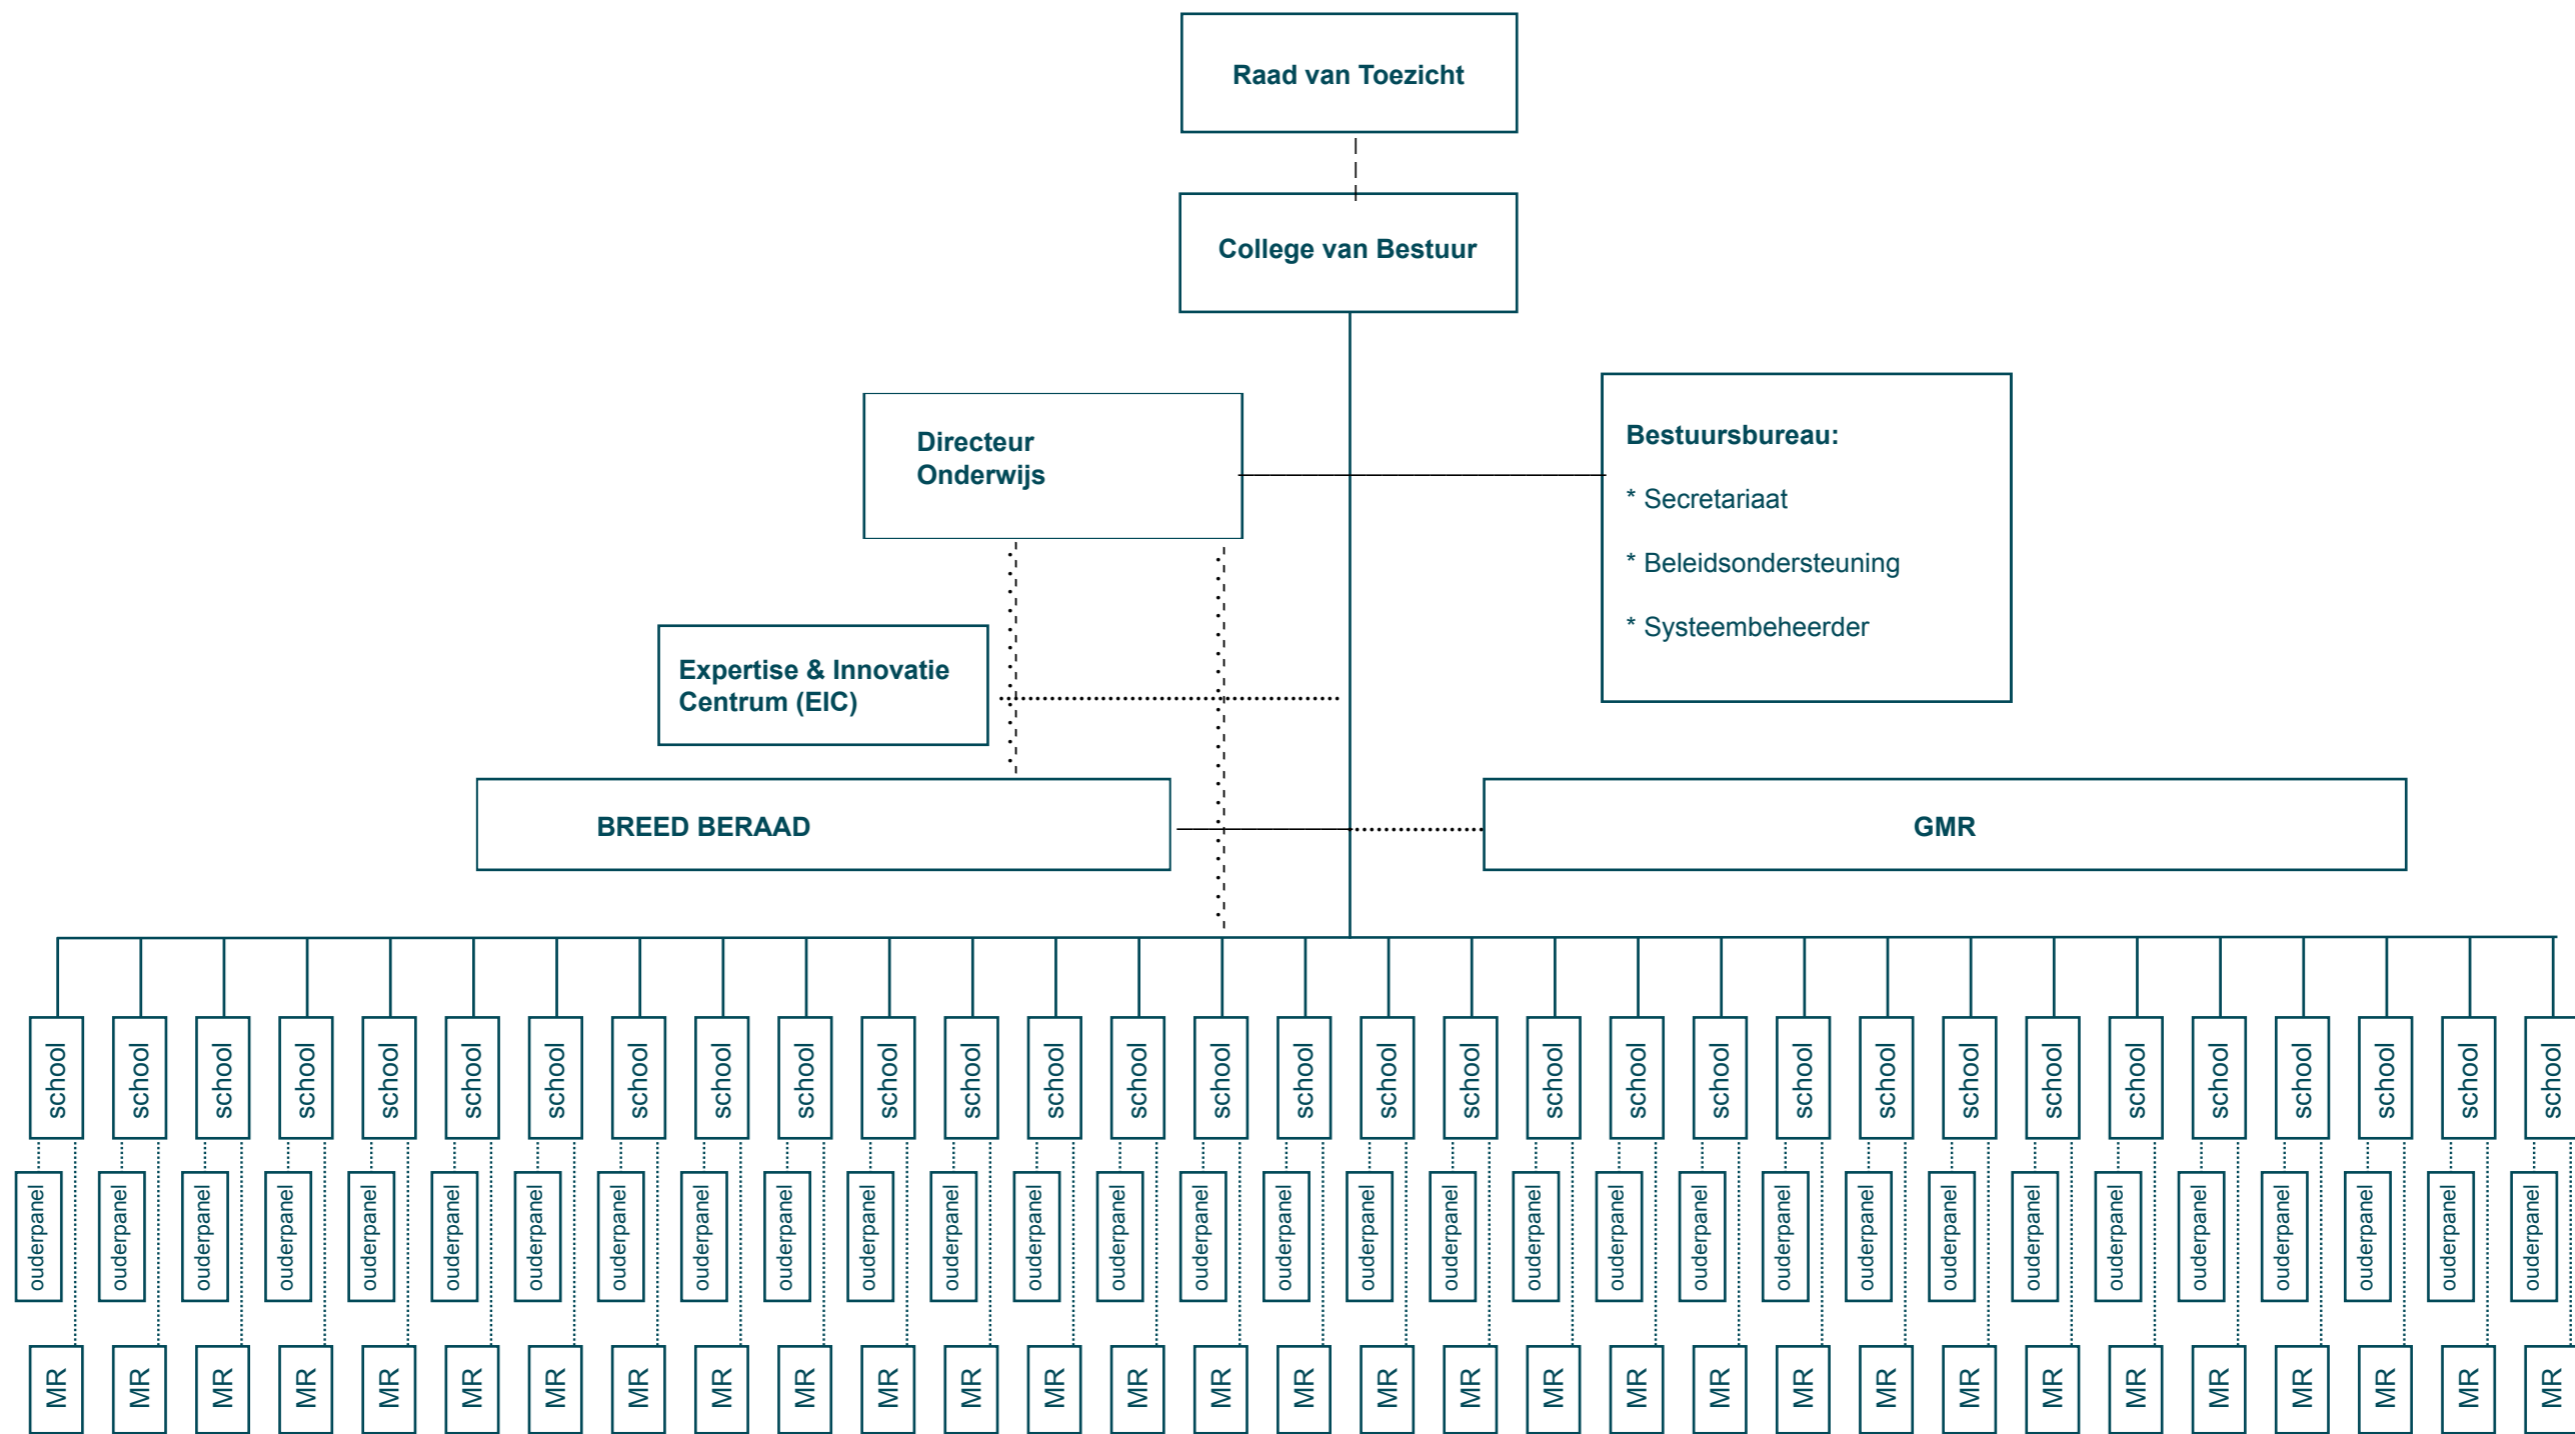 Raad van Toezicht
College van Bestuur
Directeur
Onderwijs
Bestuursbureau:
* Secretariaat
* Beleidsondersteuning
* Systeembeheerder
Expertise & Innovatie
Centrum (EIC)
BREED BERAAD
GMR
school school school school school school school school school school school school school school school school school school school school school school school school school school school school school school school
ouderpanel ouderpanel ouderpanel ouderpanel ouderpanel ouderpanel ouderpanel ouderpanel ouderpanel ouderpanel ouderpanel ouderpanel ouderpanel ouderpanel ouderpanel ouderpanel ouderpanel ouderpanel ouderpanel ouderpanel ouderpanel ouderpanel ouderpanel ouderpanel ouderpanel ouderpanel ouderpanel ouderpanel ouderpanel ouderpanel ouderpanel
MR MR MR MR MR MR MR MR MR MR MR MR MR MR MR MR MR MR MR MR MR MR MR MR MR MR MR MR MR MR MR